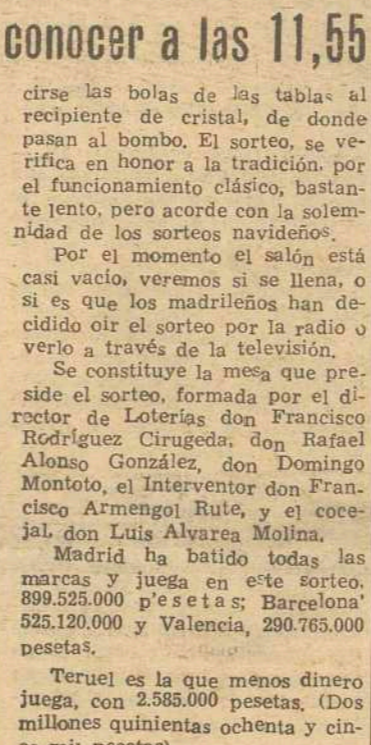 conocer a las 11,55
cirse las bolas de las tablas al
recipiente de cristal, de donde
pasan al bombo. El sorteo, se ve-
rifica en honor a la tradición, por
el funcionamiento clásico, bastan-
te lento, pero acorde con la solem-
nidad de los sorteos navideños.
Por el momento el salón está
casi vacío, veremos si se llena, o
si es que los madrileños han de-
cidido oir el sorteo por la radio o
verlo a través de la televisión.
Se constituye la mesa que pre-
side el sorteo, formada por el di-
rector de Loterías don Francisco
Rodríguez Cirugeda, don Rafael
Alonso González, don Domingo
Montoto, el Interventor don Fran-
cisco Armengol Rute, y el coce-
jal, don Luis Alvarea Molina.
Madrid ha batido todas las
marcas y juega en este sorteo,
899.525.000 p'esetas; Barcelona'
525.120.000 y Valencia, 290.765.000
pesetas.
Teruel es la que menos dinero
juega, con 2.585.000 pesetas. (Dos
millones quinientas ochenta y cin-